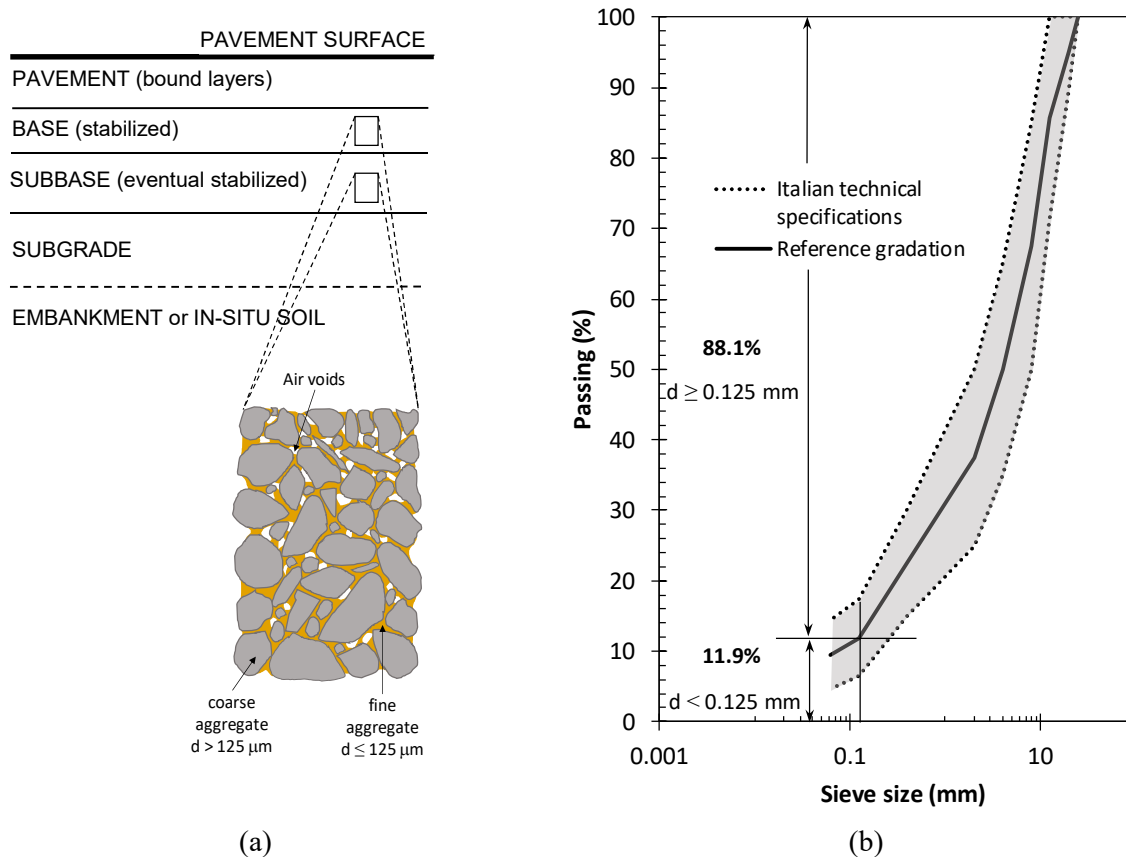 PAVEMENT SURFACE
PAVEMENT (bound layers)
BASE (stabilized)
SUBBASE (eventual stabilized)
SUBGRADE
EMBANKMENT or IN-SITU SOIL
Air voids
coarse
aggregate
d > 125 μm
fine
aggregate
d ≤ 125 μm
(a)
Passing (%)
100
90
80
70
60
50
40
30
20
10
0
Italian technical
specifications
Reference gradation
88.1%
d ≥ 0.125 mm
11.9%
d < 0.125 mm
0.001
0.1
10
Sieve size (mm)
(b)